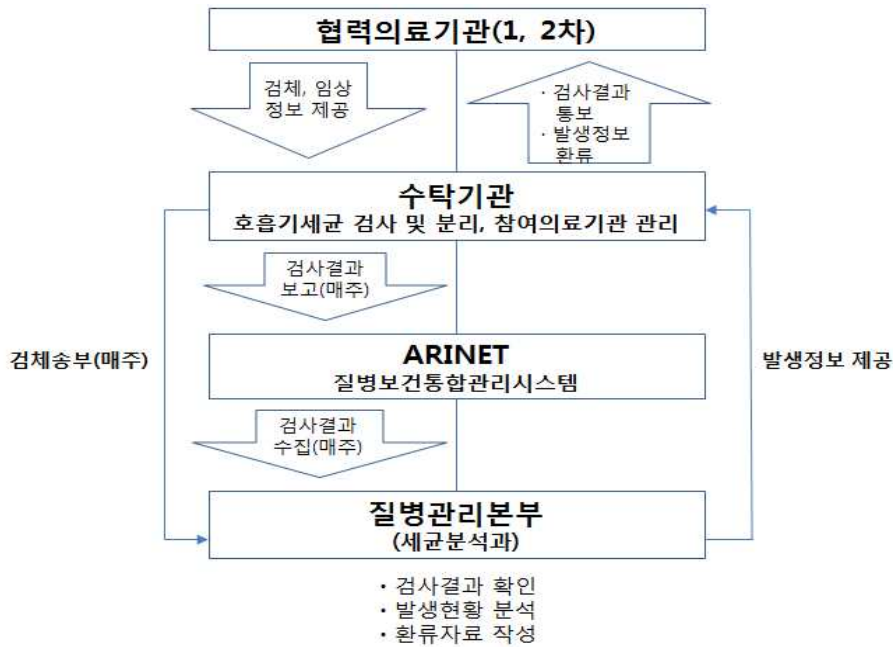 협력의료기관(1, 2차)
검체, 임상
정보 제공
· 검사결과
통보
· 발생정보
환류
수탁기관
호흡기세균 검사 및 분리, 참여의료기관 관리
검사결과
보고(매주)
ARINET
질병보건통합관리시스템
검체송부(매주)
발생정보 제공
검사결과
수집(매주)
질병관리본부
(세균분석과)
· 검사결과 확인
· 발생현황 분석
· 환류자료 작성